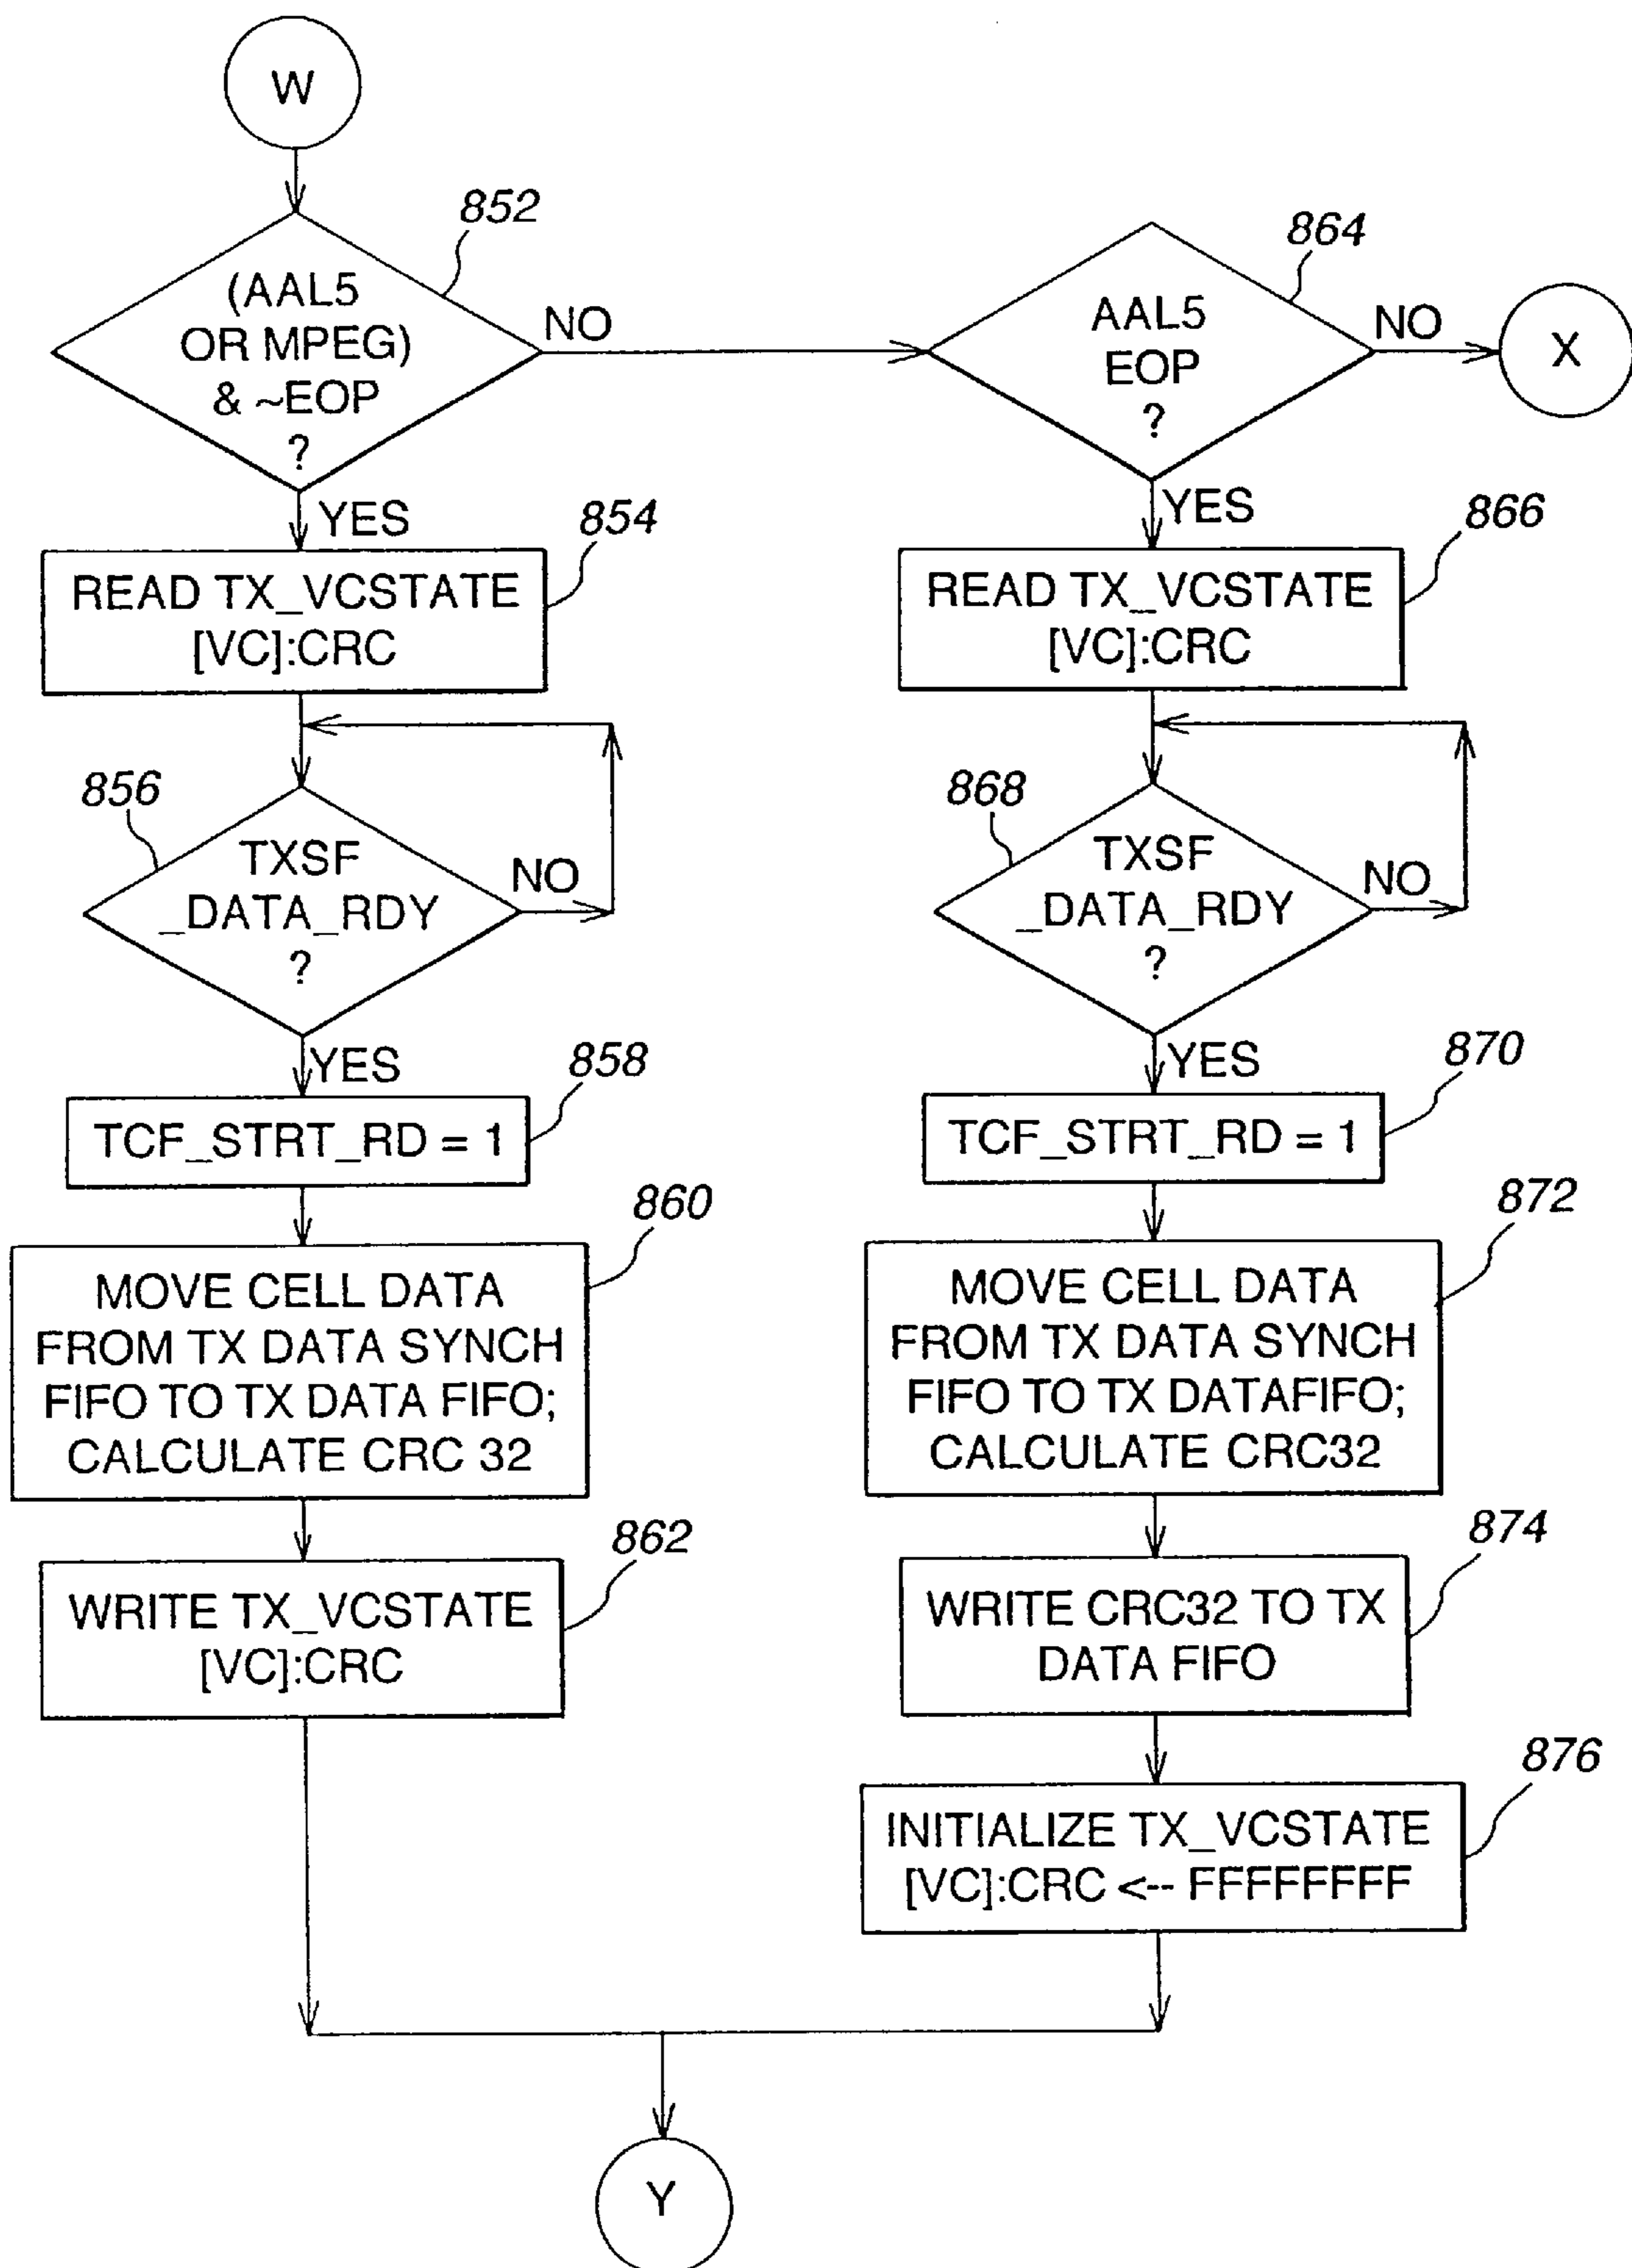 W
852
(AAL5
OR MPEG)
& ~EOP
?
NO
YES
864
AAL5
EOP
?
NO
X
YES
854
READ TX_VCSTATE
[VC]:CRC
866
READ TX_VCSTATE
[VC]:CRC
856
TXSF
_DATA_RDY
?
NO
YES
868
TXSF
_DATA_RDY
?
NO
YES
858
TCF_STRT_RD = 1
870
TCF_STRT_RD = 1
860
MOVE CELL DATA
FROM TX DATA SYNCH
FIFO TO TX DATA FIFO;
CALCULATE CRC 32
872
MOVE CELL DATA
FROM TX DATA SYNCH
FIFO TO TX DATAFIFO;
CALCULATE CRC32
862
WRITE TX_VCSTATE
[VC]:CRC
874
WRITE CRC32 TO TX
DATA FIFO
876
INITIALIZE TX_VCSTATE
[VC]:CRC <-- FFFFFFFF
Y